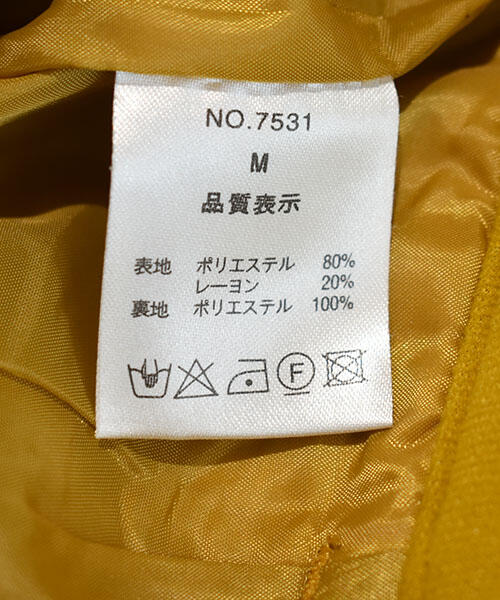 NO.7531
M
品質表示
表地 ポリエステル 80%
レーヨン 20%
裏地 ポリエステル 100%
F